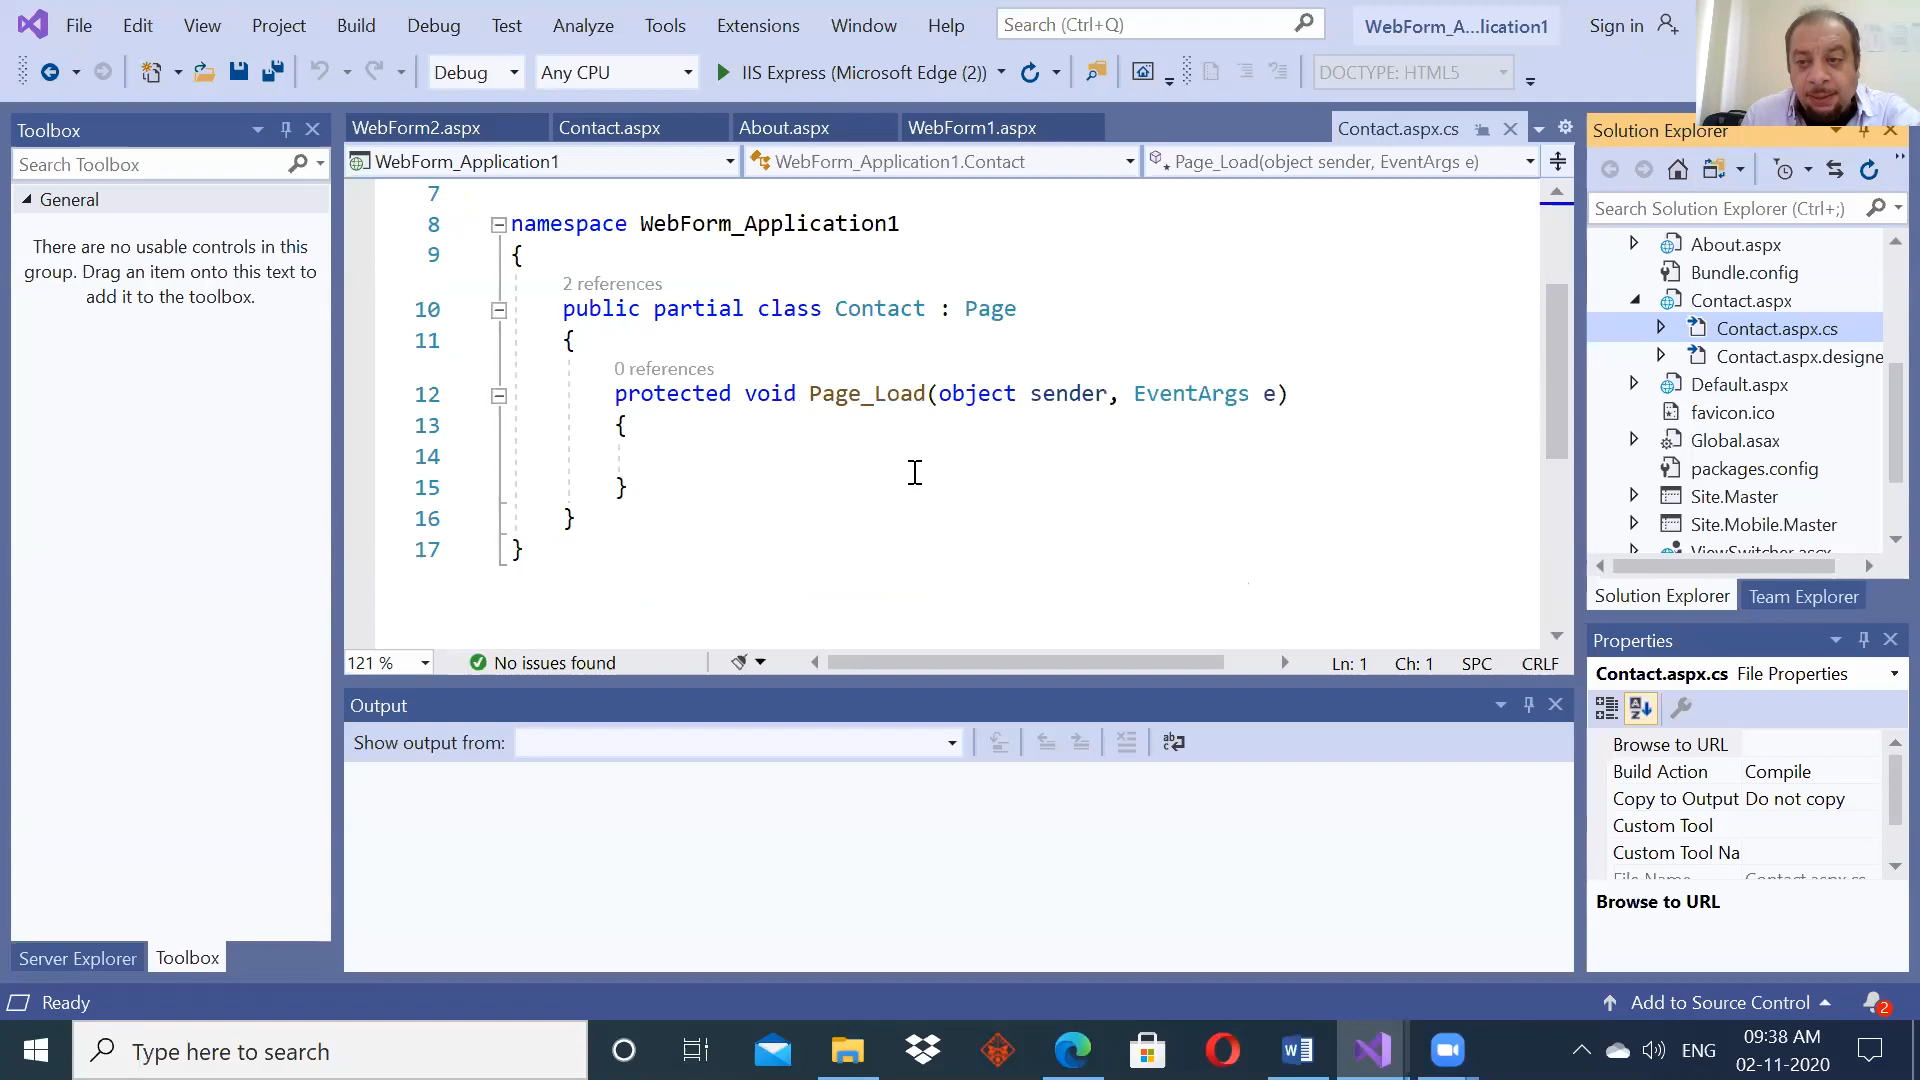 File Edit View Project Build Debug Test Analyze Tools Extensions Window Help Search (Ctrl+Q) WebForm_A...lication1 Sign in
Debug Any CPU IIS Express (Microsoft Edge (2)) DOCTYPE: HTML5
Toolbox
Search Toolbox
General
There are no usable controls in this
group. Drag an item onto this text to
add it to the toolbox.
Server Explorer Toolbox
WebForm2.aspx Contact.aspx About.aspx WebForm1.aspx Contact.aspx.cs
WebForm_Application1 WebForm_Application1.Contact Page_Load(object sender, EventArgs e)
7
8 namespace WebForm_Application1
9 {
2 references
10 public partial class Contact : Page
11 {
0 references
12 protected void Page_Load(object sender, EventArgs e)
13 {
14
15 }
16 }
17 }
121 % No issues found Ln: 1 Ch: 1 SPC CRLF
Output
Show output from:
Solution Explorer
Search Solution Explorer (Ctrl+;)
About.aspx
Bundle.config
Contact.aspx
Contact.aspx.cs
Contact.aspx.designe
Default.aspx
favicon.ico
Global.asax
packages.config
Site.Master
Site.Mobile.Master
ViewSwitcher.ascx
Solution Explorer Team Explorer
Properties
Contact.aspx.cs File Properties
Browse to URL
Build Action Compile
Copy to Output Do not copy
Custom Tool
Custom Tool Na
File Name Contact.aspx.cs
Browse to URL
Ready Add to Source Control 2
Type here to search ENG 09:38 AM
02-11-2020